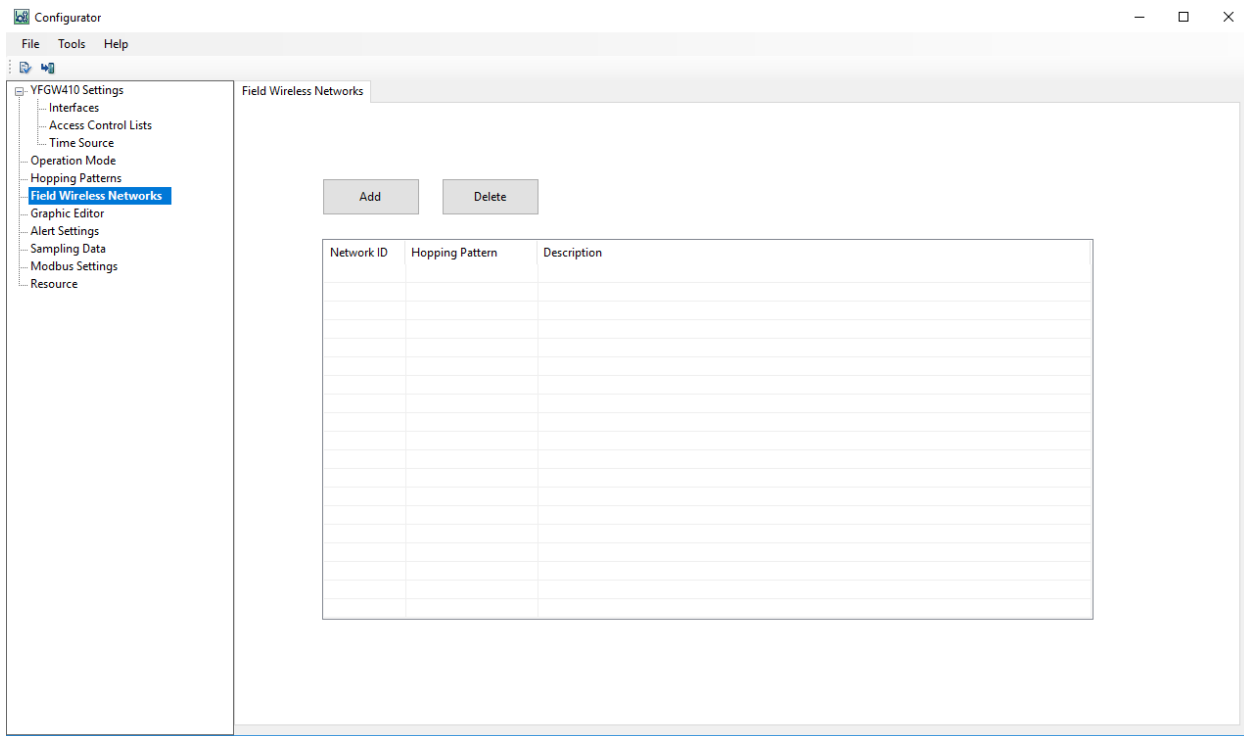 Configurator
File Tools Help
YFGW410 Settings
Interfaces
Access Control Lists
Time Source
Operation Mode
Hopping Patterns
Field Wireless Networks
Graphic Editor
Alert Settings
Sampling Data
Modbus Settings
Resource
Field Wireless Networks
Add Delete
Network ID Hopping Pattern Description